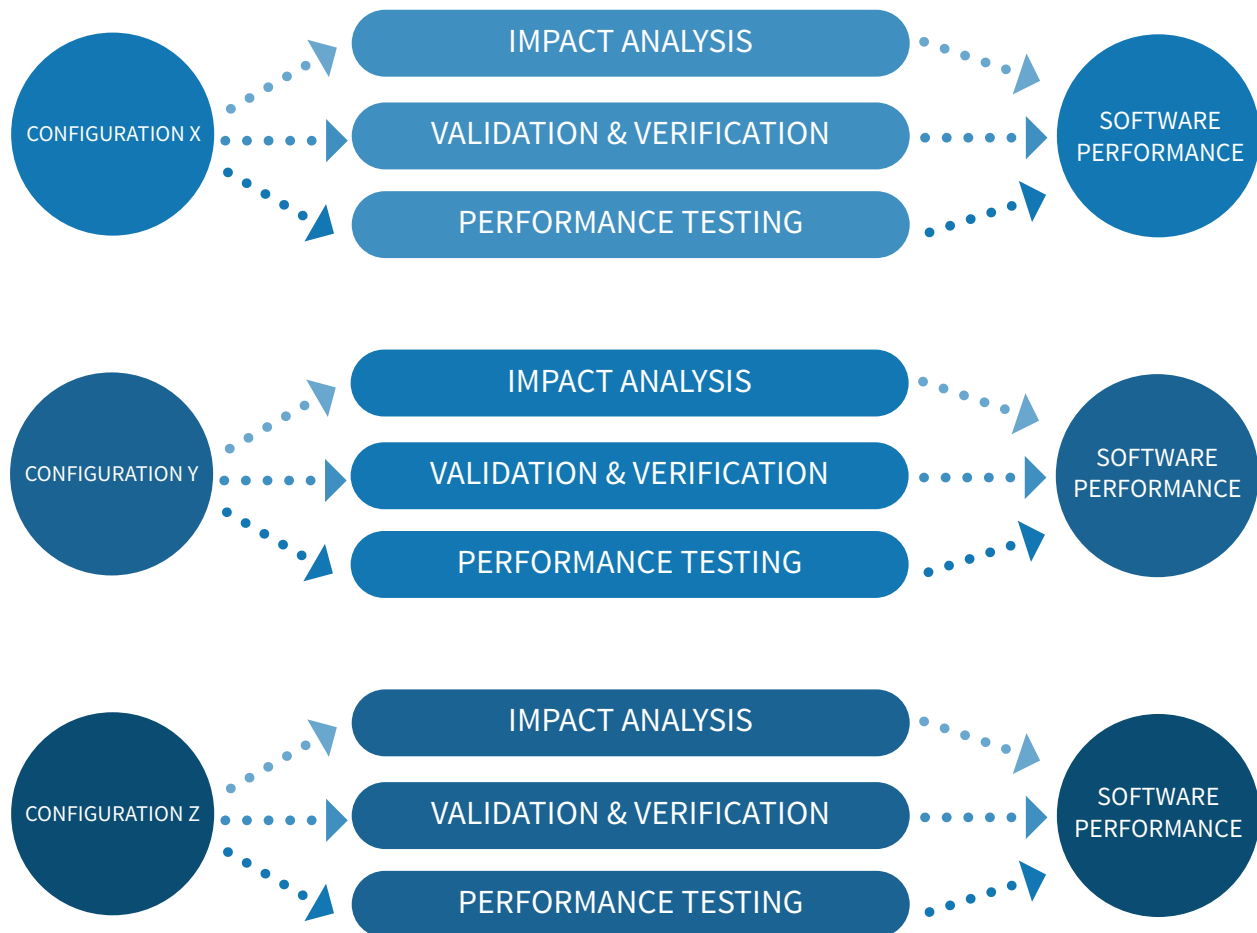 IMPACT ANALYSIS
CONFIGURATION X
VALIDATION & VERIFICATION
SOFTWARE
PERFORMANCE
PERFORMANCE TESTING
IMPACT ANALYSIS
CONFIGURATION Y
VALIDATION & VERIFICATION
SOFTWARE
PERFORMANCE
PERFORMANCE TESTING
IMPACT ANALYSIS
CONFIGURATION Z
VALIDATION & VERIFICATION
SOFTWARE
PERFORMANCE
PERFORMANCE TESTING